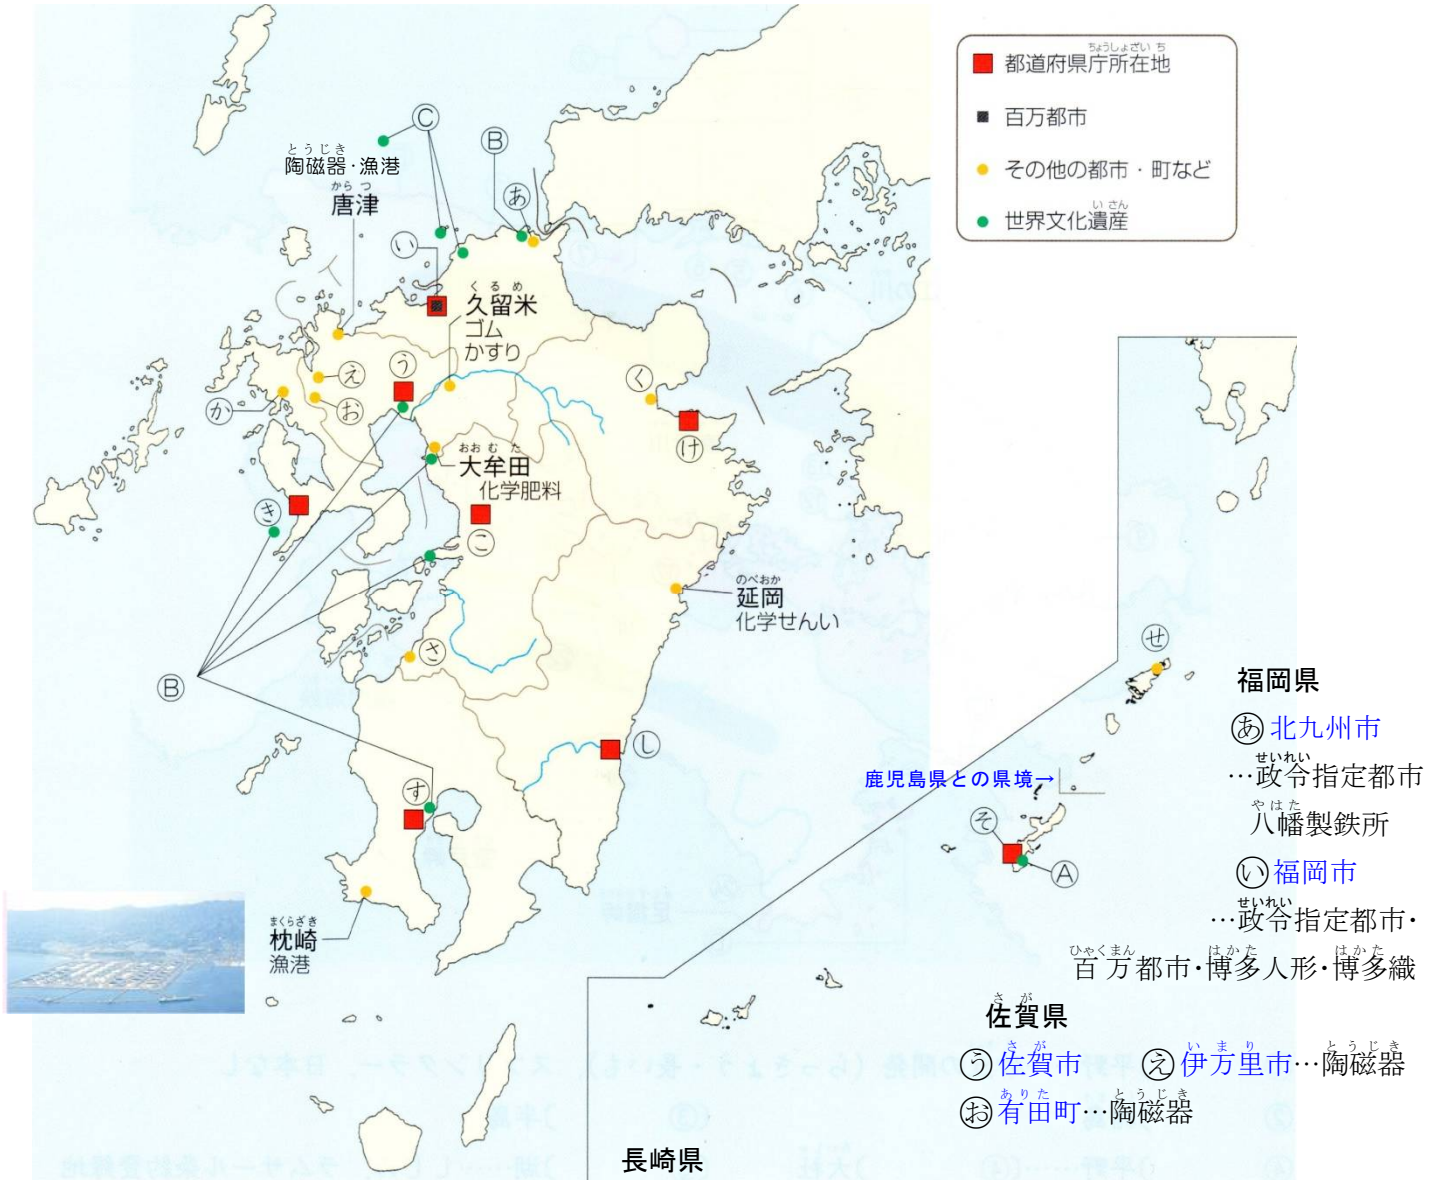 都道府県庁所在地
ちょうしょざいち
百万都市
その他の都市・町など
世界文化遺産
いさん
Ⓒ
Ⓑ
とうじき
陶磁器・漁港
からつ
唐津
あ
い
くるめ
久留米
ゴム
かすり
う
え
お
か
く
け
おおむた
大牟田
化学肥料
き
こ
のべおか
延岡
化学せんい
さ
Ⓑ
し
す
まくらざき
枕崎
漁港
せ
鹿児島県との県境→
そ
Ⓐ
福岡県
あ 北九州市
せいれい
…政令指定都市
やはた
八幡製鉄所
い 福岡市
せいれい
…政令指定都市・
ひゃくまん はかた はかた
百万都市・博多人形・博多織
さが
佐賀県
さが いまり とうじき
う 佐賀市 え 伊万里市…陶磁器
ありた とうじき
お 有田町…陶磁器
長崎県